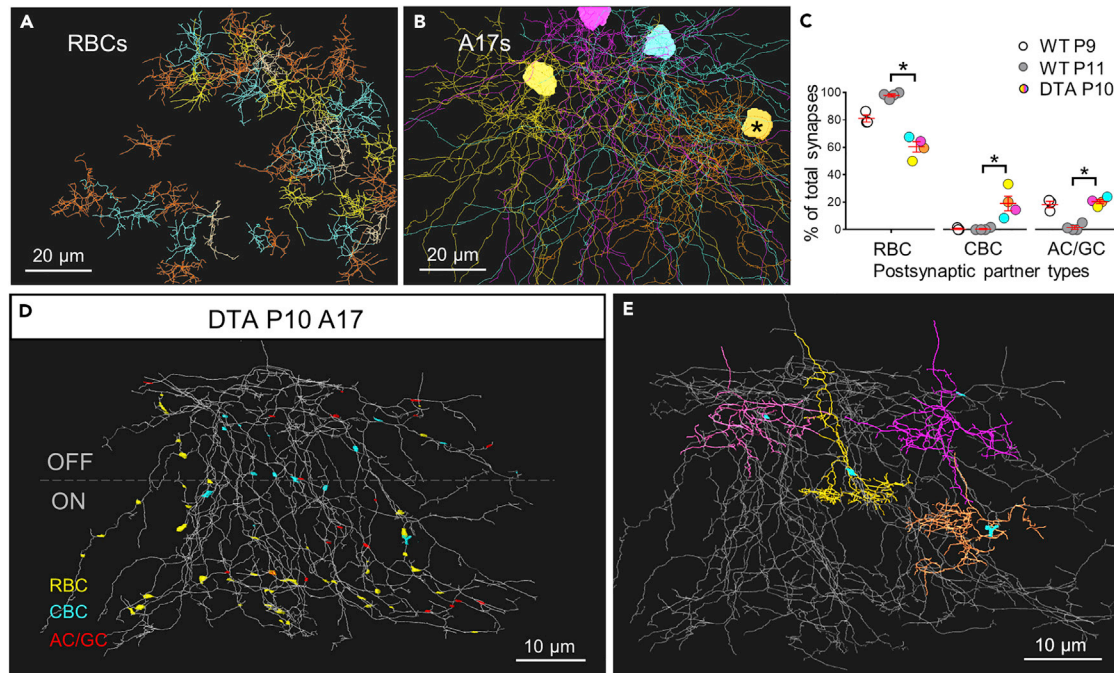 A
RBCs
20 µm
B
A17s
*
20 µm
C
WT P9
WT P11
DTA P10
% of total synapses
100
80
60
40
20
0
*
*
*
RBC
CBC
AC/GC
Postsynaptic partner types
D
DTA P10 A17
OFF
ON
RBC
CBC
AC/GC
10 µm
E
10 µm